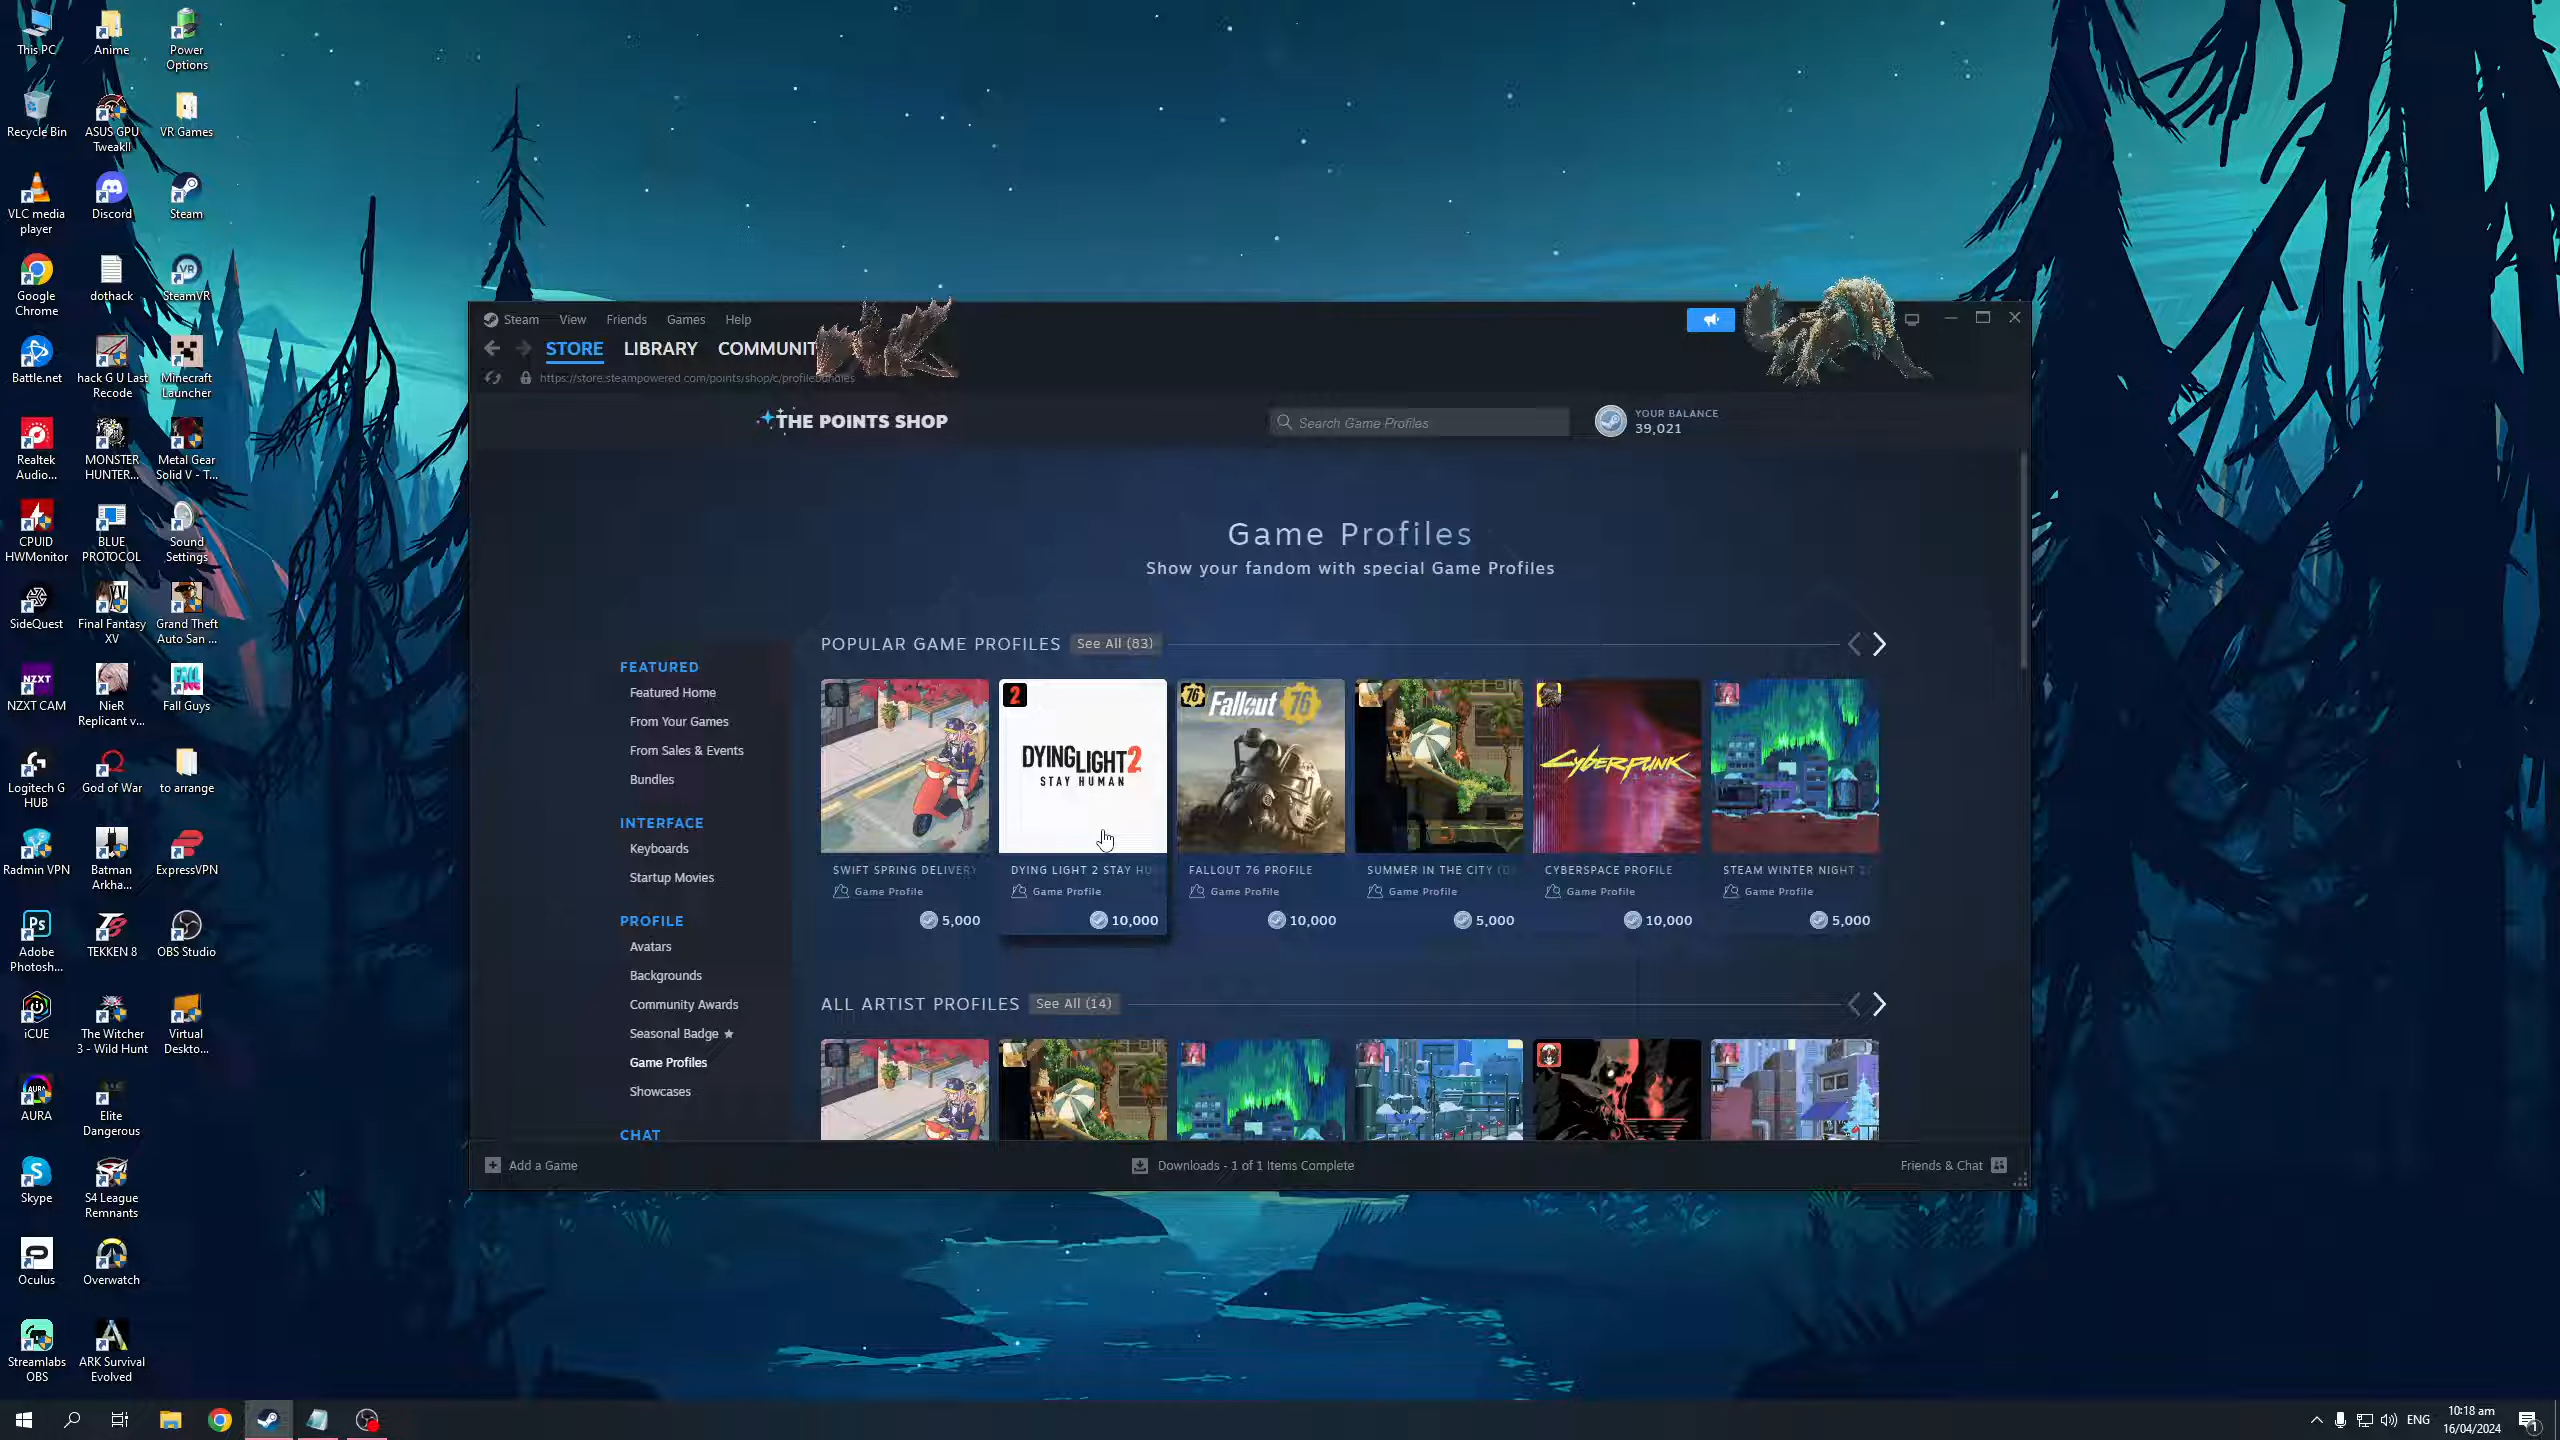 This PC
Anime
Power
Options
Recycle Bin
ASUS GPU
TweakII
VR Games
VLC media
player
Discord
Steam
Google
Chrome
dothack
SteamVR
Battle.net
hack G U Last
Recode
Minecraft
Launcher
Realtek
Audio...
MONSTER
HUNTER...
Metal Gear
Solid V - T...
CPUID
HWMonitor
BLUE
PROTOCOL
Sound
Settings
SideQuest
Final Fantasy
XV
Grand Theft
Auto San ...
NZXT CAM
NieR
Replicant v...
Fall Guys
Logitech G
HUB
God of War
to arrange
Radmin VPN
Batman
Arkha...
ExpressVPN
Adobe
Photosh...
TEKKEN 8
OBS Studio
iCUE
The Witcher
3 - Wild Hunt
Virtual
Deskto...
AURA
Elite
Dangerous
Skype
S4 League
Remnants
Oculus
Overwatch
Streamlabs
OBS
ARK Survival
Evolved
Steam View Friends Games Help
STORE LIBRARY COMMUNIT
https://store.steampowered.com/points/shop/c/profilebundles
THE POINTS SHOP
Search Game Profiles
YOUR BALANCE
39,021
Game Profiles
Show your fandom with special Game Profiles
FEATURED
Featured Home
From Your Games
From Sales & Events
Bundles
INTERFACE
Keyboards
Startup Movies
PROFILE
Avatars
Backgrounds
Community Awards
Seasonal Badge
Game Profiles
Showcases
CHAT
POPULAR GAME PROFILES See All (83)
2
DYING LIGHT 2
STAY HUMAN
76
Fallout 76
CYBERPUNK
SWIFT SPRING DELIVERY
Game Profile
5,000
DYING LIGHT 2 STAY HU
Game Profile
10,000
FALLOUT 76 PROFILE
Game Profile
10,000
SUMMER IN THE CITY (D
Game Profile
5,000
CYBERSPACE PROFILE
Game Profile
10,000
STEAM WINTER NIGHT
Game Profile
5,000
ALL ARTIST PROFILES See All (14)
Add a Game
Downloads - 1 of 1 Items Complete
Friends & Chat
ENG
10:18 am
16/04/2024
1